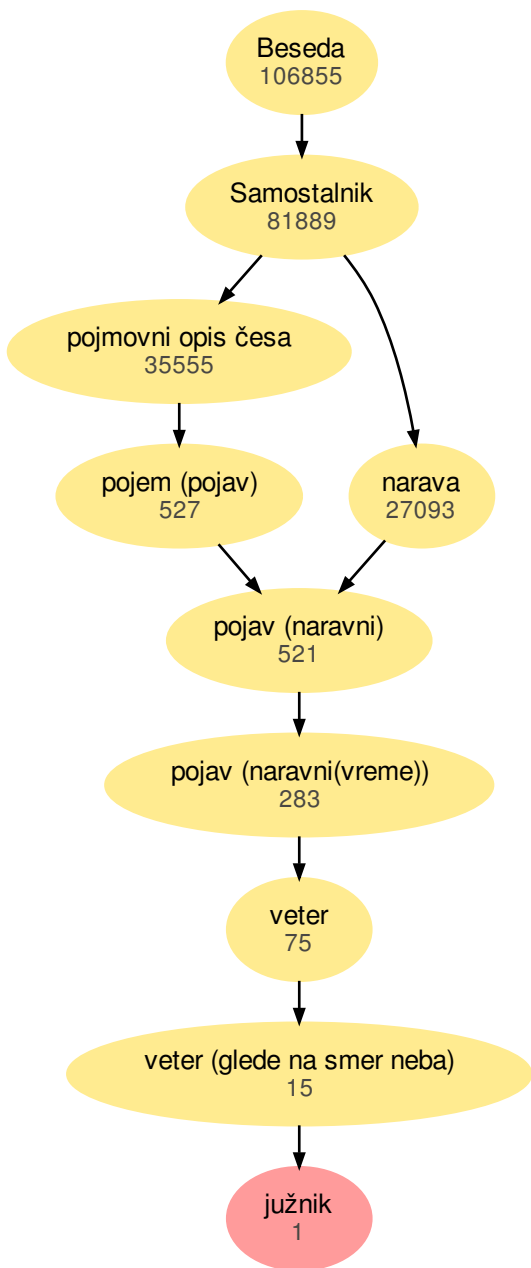 Beseda
106855
Samostalnik
81889
pojmovni opis česa
35555
pojem (pojav)
527
narava
27093
pojav (naravni)
521
pojav (naravni(vreme))
283
veter
75
veter (glede na smer neba)
15
južnik
1